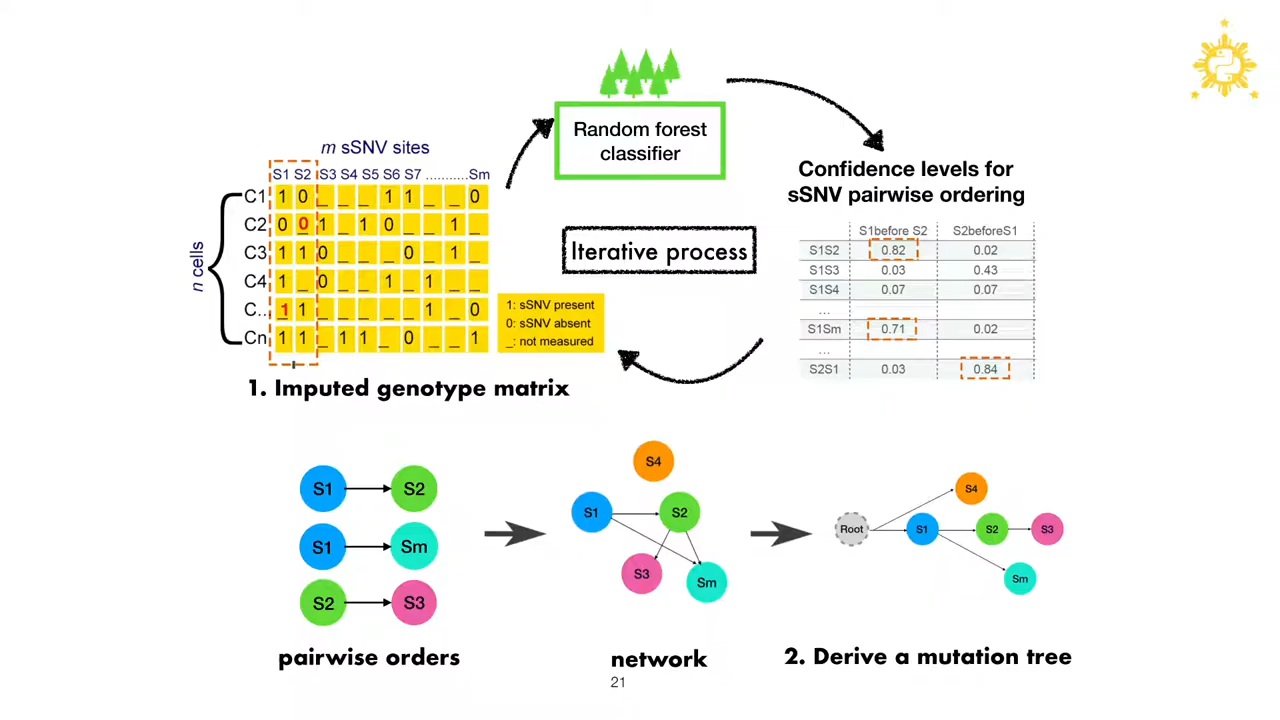 Random forest
classifier
m sSNV sites
S1 S2 S3 S4 S5 S6 S7 ........... Sm
C1 1 0 _ _ _ 1 1 _ _ 0
C2 0 0 1 _ 1 0 _ _ 1 _
C3 1 1 0 _ _ _ 0 _ 1 _
C4 1 _ 0 _ _ 1 _ 1 _ _
C... 1 1 _ _ _ _ _ 1 _ 0
Cn 1 1 _ 1 1 _ 0 _ _ 1
n cells
1: sSNV present
0: sSNV absent
_: not measured
1. Imputed genotype matrix
Iterative process
Confidence levels for
sSNV pairwise ordering
S1before S2 S2beforeS1
S1S2 0.82 0.02
S1S3 0.03 0.43
S1S4 0.07 0.07
...
S1Sm 0.71 0.02
...
S2S1 0.03 0.84
S1 S2
S1 Sm
S2 S3
pairwise orders
S4
S1 S2
S3 Sm
network
S4
Root S1 S2 S3
Sm
2. Derive a mutation tree
21